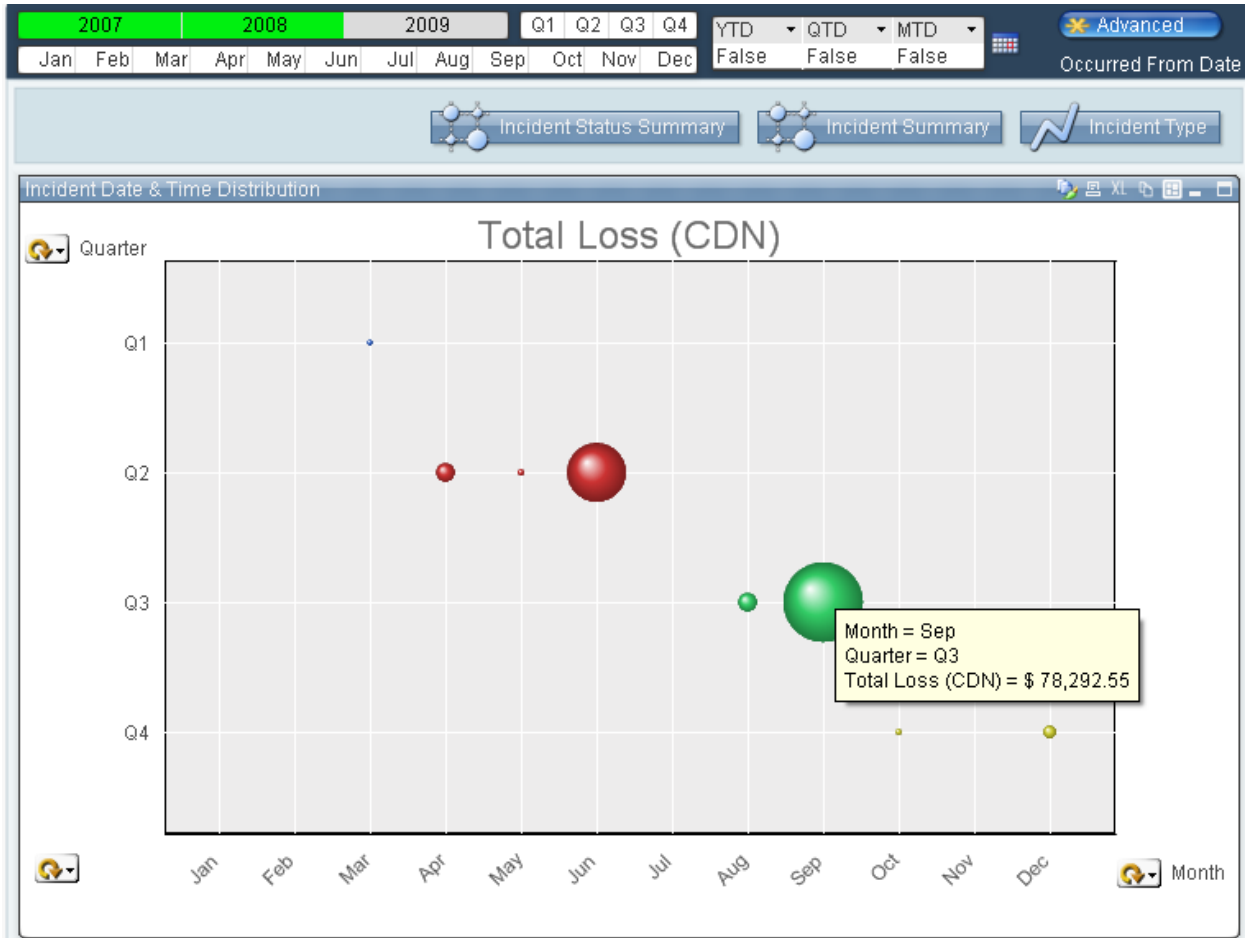 2007 2008 2009 Q1 Q2 Q3 Q4 YTD QTD MTD Advanced
Jan Feb Mar Apr May Jun Jul Aug Sep Oct Nov Dec False False False Occurred From Date
Incident Status Summary Incident Summary Incident Type
Incident Date & Time Distribution XL
Total Loss (CDN)
Quarter
Q1
Q2
Q3
Month = Sep
Quarter = Q3
Total Loss (CDN) = $ 78,292.55
Q4
Jan Feb Mar Apr May Jun Jul Aug Sep Oct Nov Dec
Month